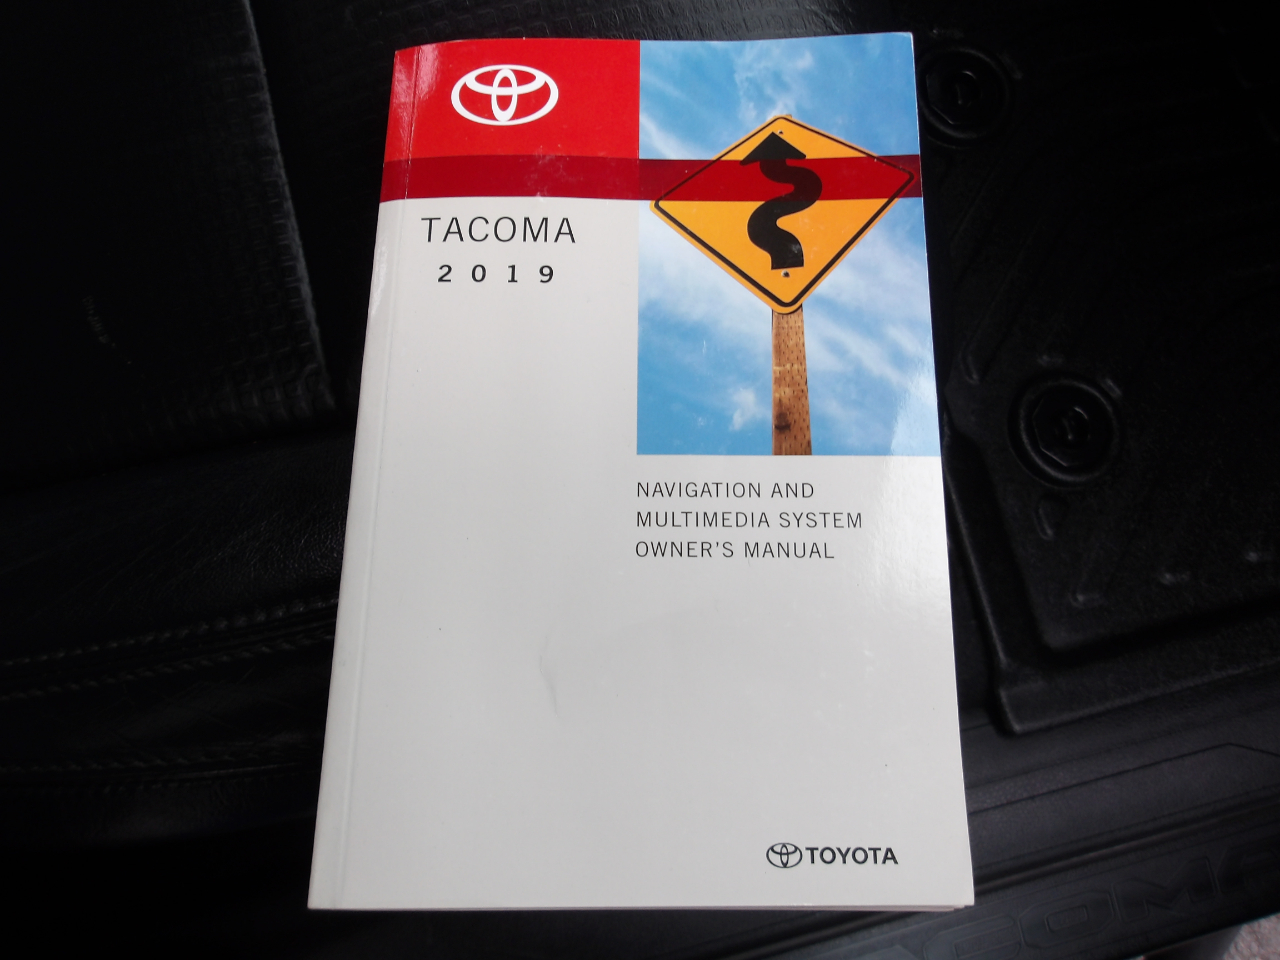 TACOMA
2019
NAVIGATION AND
MULTIMEDIA SYSTEM
OWNER'S MANUAL
TOYOTA